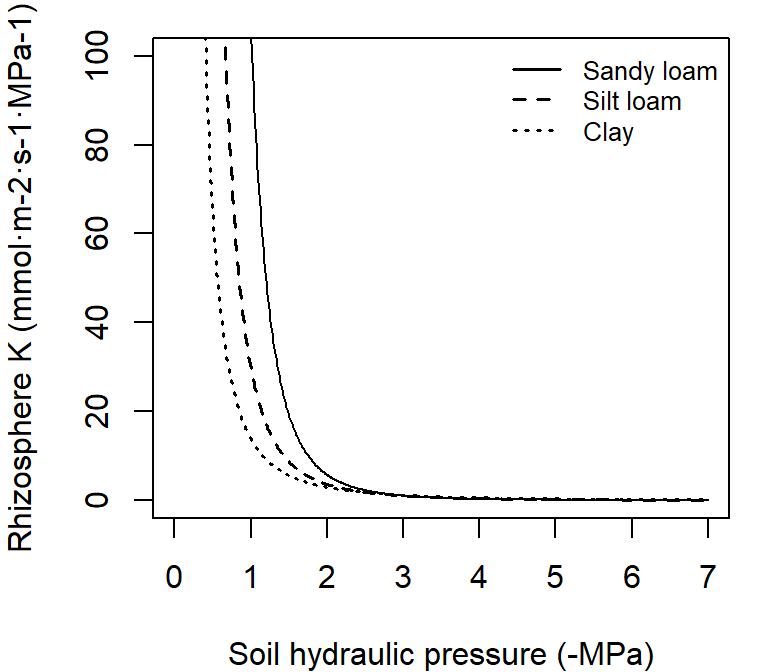 Rhizosphere K (mmol·m-2·s-1·MPa-1)
100
80
60
40
20
0
Sandy loam
Silt loam
Clay
0 1 2 3 4 5 6 7
Soil hydraulic pressure (-MPa)